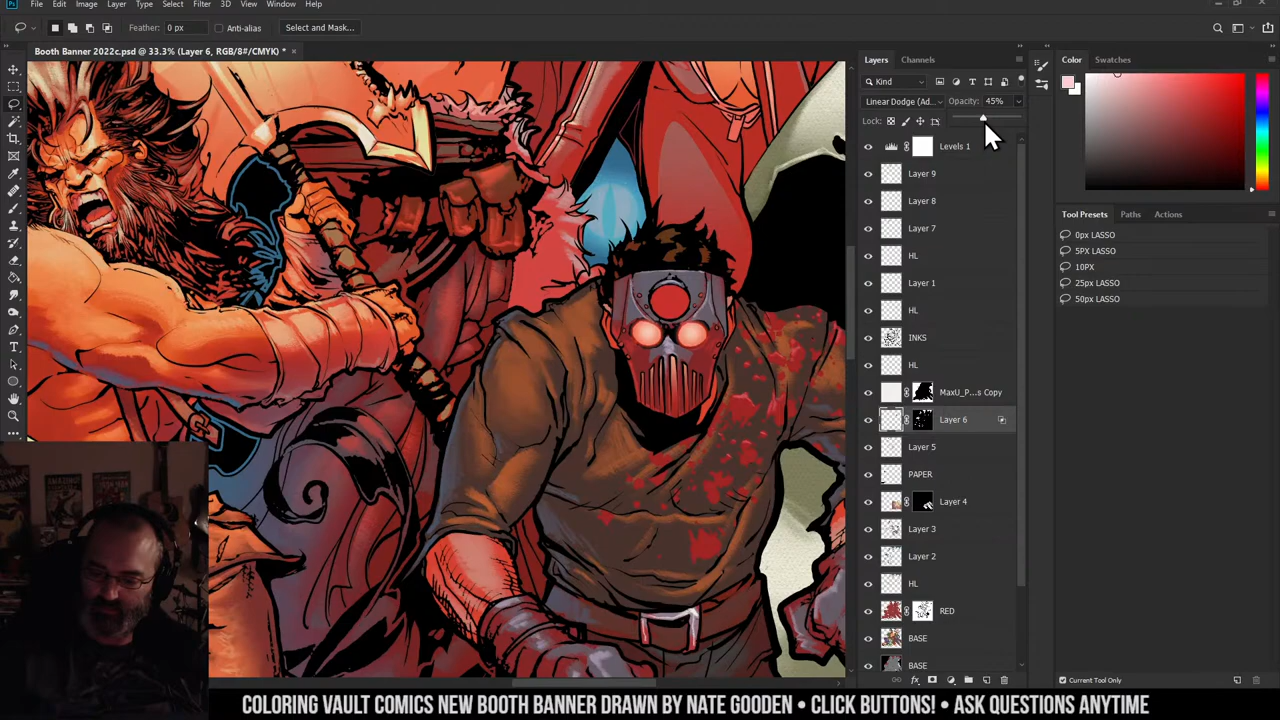 Ps File Edit Image Layer Type Select Filter 3D View Window Help
Feather: 0 px Anti-alias Select and Mask...
Booth Banner 2022c.psd @ 33.3% (Layer 6, RGB/8#/CMYK) * ×
Layers Channels
Kind
Linear Dodge (Ad... Opacity: 45%
Lock:
Levels 1
Layer 9
Layer 8
Layer 7
HL
Layer 1
HL
INKS
HL
MaxU_P...s Copy
Layer 6
Layer 5
PAPER
Layer 4
Layer 3
Layer 2
HL
RED
BASE
BASE
fx
Color Swatches
Tool Presets Paths Actions
0px LASSO
5PX LASSO
10PX
25px LASSO
50px LASSO
Current Tool Only
COLORING VAULT COMICS NEW BOOTH BANNER DRAWN BY NATE GOODEN • CLICK BUTTONS! • ASK QUESTIONS ANYTIME